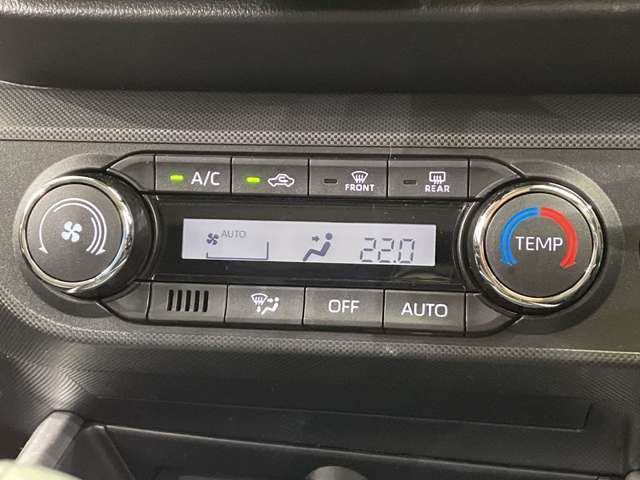 A/C
FRONT
REAR
AUTO
22.0
TEMP
OFF
AUTO